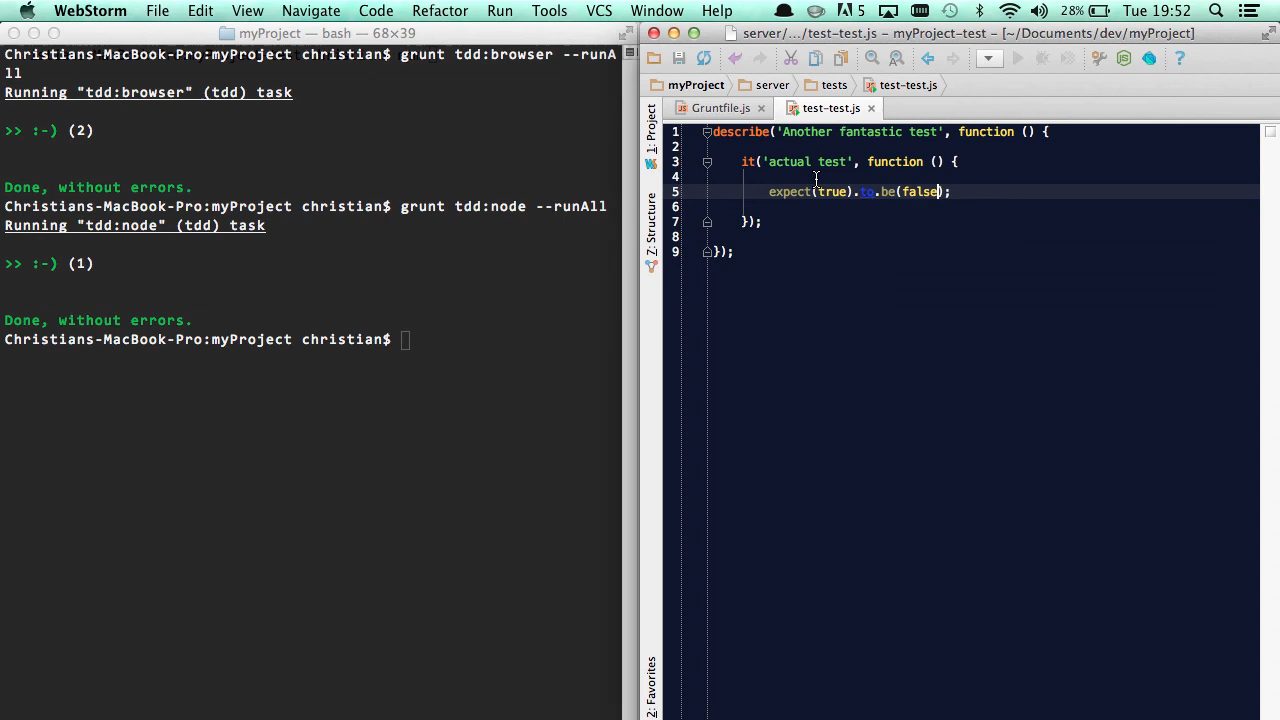 WebStorm File Edit View Navigate Code Refactor Run Tools VCS Window Help 5 28% Tue 19:52
myProject — bash — 68×39
Christians-MacBook-Pro:myProject christian$ grunt tdd:browser --runA
ll
Running "tdd:browser" (tdd) task
>> :-) (2)
Done, without errors.
Christians-MacBook-Pro:myProject christian$ grunt tdd:node --runAll
Running "tdd:node" (tdd) task
>> :-) (1)
Done, without errors.
Christians-MacBook-Pro:myProject christian$
server/.../test-test.js - myProject-test - [~/Documents/dev/myProject]
myProject server tests test-test.js
Gruntfile.js test-test.js
1: Project
7: Structure
2: Favorites
1 describe('Another fantastic test', function () {
2
3 it('actual test', function () {
4
5 expect(true).to.be(false);
6
7 });
8
9 });